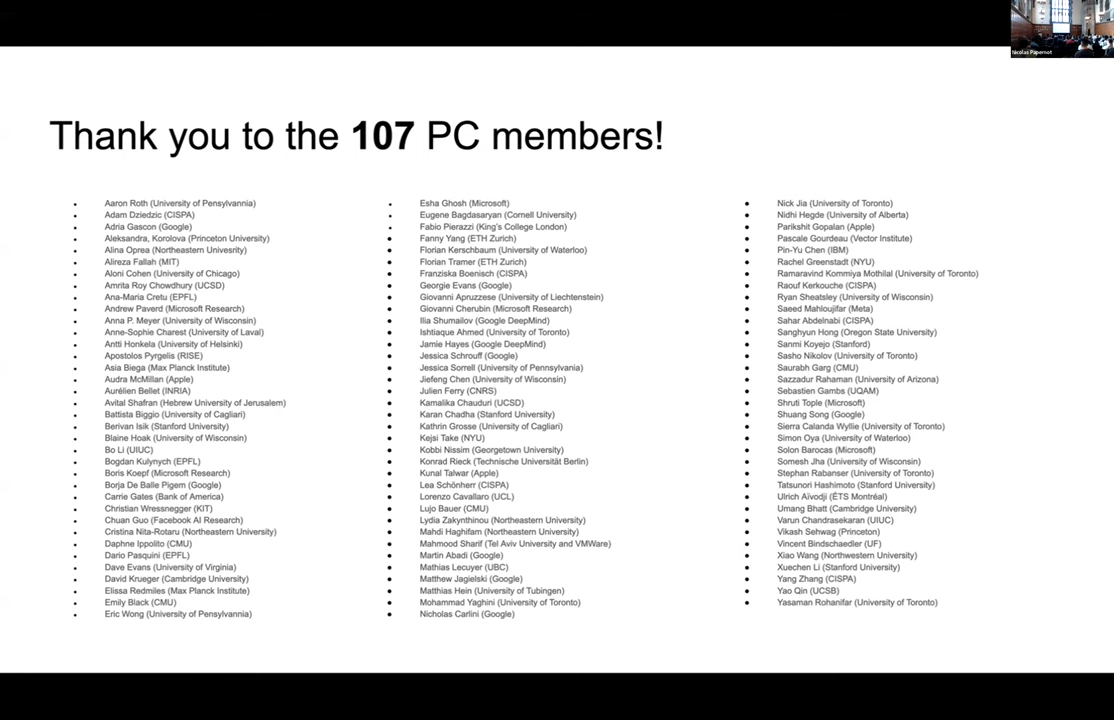 Nicolas Papernot
Thank you to the 107 PC members!
Aaron Roth (University of Pensylvannia)
Adam Dziedzic (CISPA)
Adria Gascon (Google)
Aleksandra, Korolova (Princeton University)
Alina Oprea (Northeastern Univesrity)
Alireza Fallah (MIT)
Aloni Cohen (University of Chicago)
Amrita Roy Chowdhury (UCSD)
Ana-Maria Cretu (EPFL)
Andrew Paverd (Microsoft Research)
Anna P. Meyer (University of Wisconsin)
Anne-Sophie Charest (University of Laval)
Antti Honkela (University of Helsinki)
Apostolos Pyrgelis (RISE)
Asia Biega (Max Planck Institute)
Audra McMillan (Apple)
Aurélien Bellet (INRIA)
Avital Shafran (Hebrew University of Jerusalem)
Battista Biggio (University of Cagliari)
Berivan Isik (Stanford University)
Blaine Hoak (University of Wisconsin)
Bo Li (UIUC)
Bogdan Kulynych (EPFL)
Boris Koepf (Microsoft Research)
Borja De Balle Pigem (Google)
Carrie Gates (Bank of America)
Christian Wressnegger (KIT)
Chuan Guo (Facebook AI Research)
Cristina Nita-Rotaru (Northeastern University)
Daphne Ippolito (CMU)
Dario Pasquini (EPFL)
Dave Evans (University of Virginia)
David Krueger (Cambridge University)
Elissa Redmiles (Max Planck Institute)
Emily Black (CMU)
Eric Wong (University of Pensylvannia)
Esha Ghosh (Microsoft)
Eugene Bagdasaryan (Cornell University)
Fabio Pierazzi (King's College London)
Fanny Yang (ETH Zurich)
Florian Kerschbaum (University of Waterloo)
Florian Tramer (ETH Zurich)
Franziska Boenisch (CISPA)
Georgie Evans (Google)
Giovanni Apruzzese (University of Liechtenstein)
Giovanni Cherubin (Microsoft Research)
Ilia Shumailov (Google DeepMind)
Ishtiaque Ahmed (University of Toronto)
Jamie Hayes (Google DeepMind)
Jessica Schrouff (Google)
Jessica Sorrell (University of Pensylvannia)
Jiefeng Chen (University of Wisconsin)
Julien Ferry (CNRS)
Kamalika Chauduri (UCSD)
Karan Chadha (Stanford University)
Kathrin Grosse (University of Cagliari)
Kejsi Take (NYU)
Kobbi Nissim (Georgetown University)
Konrad Rieck (Technische Universität Berlin)
Kunal Talwar (Apple)
Lea Schönherr (CISPA)
Lorenzo Cavallaro (UCL)
Lujo Bauer (CMU)
Lydia Zakynthinou (Northeastern University)
Mahdi Haghifam (Northeastern University)
Mahmood Sharif (Tel Aviv University and VMWare)
Martin Abadi (Google)
Mathias Lecuyer (UBC)
Matthew Jagielski (Google)
Matthias Hein (University of Tubingen)
Mohammad Yaghini (University of Toronto)
Nicholas Carlini (Google)
Nick Jia (University of Toronto)
Nidhi Hegde (University of Alberta)
Parikshit Gopalan (Apple)
Pascale Gourdeau (Vector Institute)
Pin-Yu Chen (IBM)
Rachel Greenstadt (NYU)
Ramaravind Kommiya Mothilal (University of Toronto)
Raouf Kerkouche (CISPA)
Ryan Sheatsley (University of Wisconsin)
Saeed Mahloujifar (Meta)
Sahar Abdelnabi (CISPA)
Sanghyun Hong (Oregon State University)
Sanmi Koyejo (Stanford)
Sasho Nikolov (University of Toronto)
Saurabh Garg (CMU)
Sazzadur Rahaman (University of Arizona)
Sebastien Gambs (UQAM)
Shruti Tople (Microsoft)
Shuang Song (Google)
Sierra Calanda Wyllie (University of Toronto)
Simon Oya (University of Waterloo)
Solon Barocas (Microsoft)
Somesh Jha (University of Wisconsin)
Stephan Rabanser (University of Toronto)
Tatsunori Hashimoto (Stanford University)
Ulrich Aïvodji (ÉTS Montréal)
Umang Bhatt (Cambridge University)
Varun Chandrasekaran (UIUC)
Vikash Sehwag (Princeton)
Vincent Bindschaedler (UF)
Xiao Wang (Northwestern University)
Xuechen Li (Stanford University)
Yang Zhang (CISPA)
Yao Qin (UCSB)
Yasaman Rohanifar (University of Toronto)